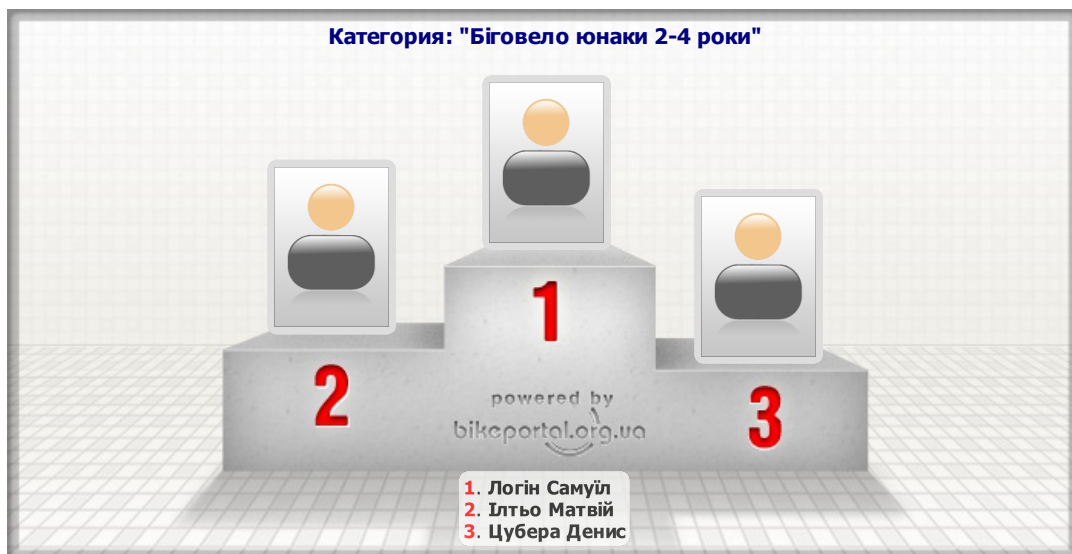 Категория: "Біговело юнаки 2-4 роки"
1
2
3
powered by
bikeportal.org.ua
1. Логін Самуїл
2. Ілтьо Матвій
3. Цубера Денис